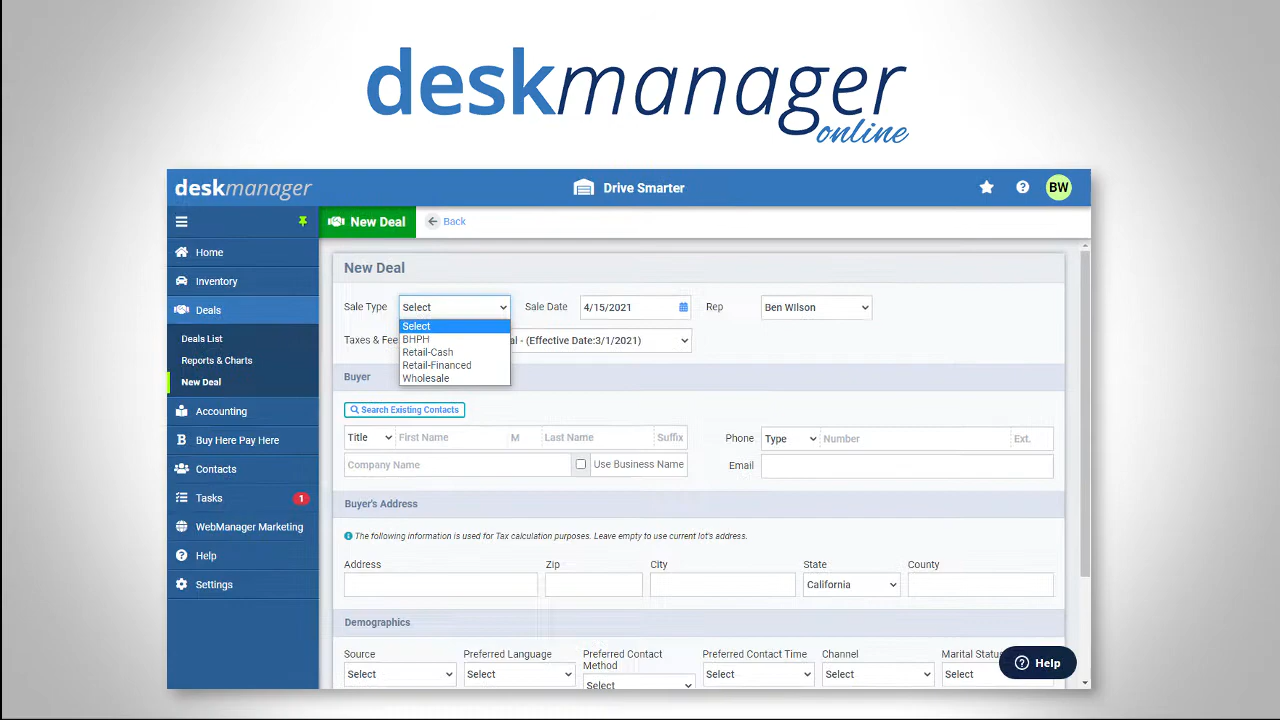 deskmanager
online
deskmanager
Drive Smarter
BW
New Deal
Back
Home
Inventory
Deals
Deals List
Reports & Charts
New Deal
Accounting
Buy Here Pay Here
Contacts
Tasks
1
WebManager Marketing
Help
Settings
New Deal
Sale Type
Select
Sale Date
4/15/2021
Rep
Ben Wilson
Select
BHPH
Retail-Cash
Retail-Financed
Wholesale
Taxes & Fee
al - (Effective Date:3/1/2021)
Buyer
Search Existing Contacts
Title
First Name
M
Last Name
Suffix
Phone
Type
Number
Ext.
Company Name
Use Business Name
Email
Buyer's Address
The following information is used for Tax calculation purposes. Leave empty to use current lot's address.
Address
Zip
City
State
County
California
Demographics
Source
Preferred Language
Preferred Contact
Method
Preferred Contact Time
Channel
Marital Status
Select
Select
Select
Select
Select
Select
Help